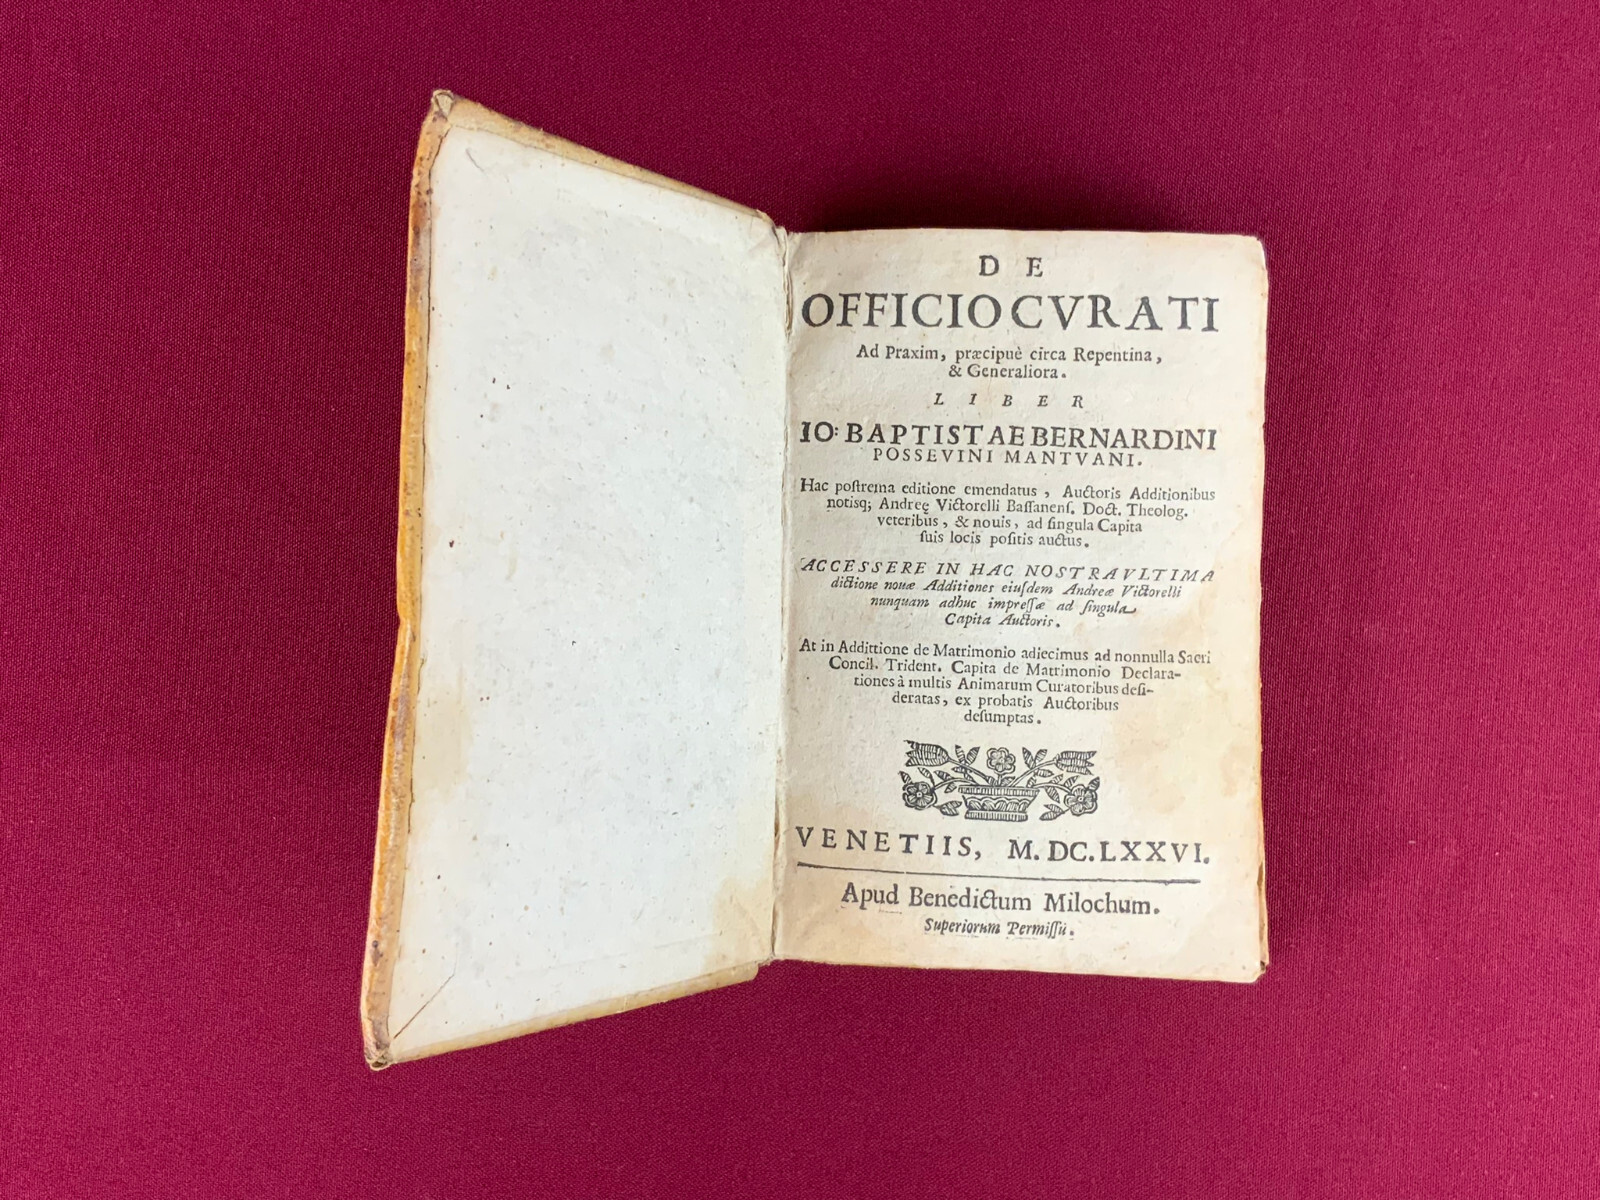 DE
OFFICIO CVRATI
Ad Praxim, præcipuè circa Repentina,
& Generaliora.
LIBER
IO: BAPTISTAE BERNARDINI
POSSEVINI MANTVANI.
Hac poſtrema editione emendatus, Auctoris Additionibus
notisq; Andreę Victorelli Baſſanenſ. Doct. Theolog.
veteribus, & nouis, ad ſingula Capita
ſuis locis poſitis auctus.
ACCESSERE IN HAC NOSTRA VLTIMA
dictione nouæ Additiones eiuſdem Andreæ Victorelli
nunquam adhuc impreſſæ ad ſingula
Capita Auctoris.
At in Addittione de Matrimonio adiecimus ad nonnulla Sacri
Concil. Trident. Capita de Matrimonio Declara-
tiones à multis Animarum Curatoribus deſi-
deratas, ex probatis Auctoribus
deſumptas.
VENETIIS, M. DC. LXXVI.
Apud Benedictum Milochum.
Superiorum Permiſſù.